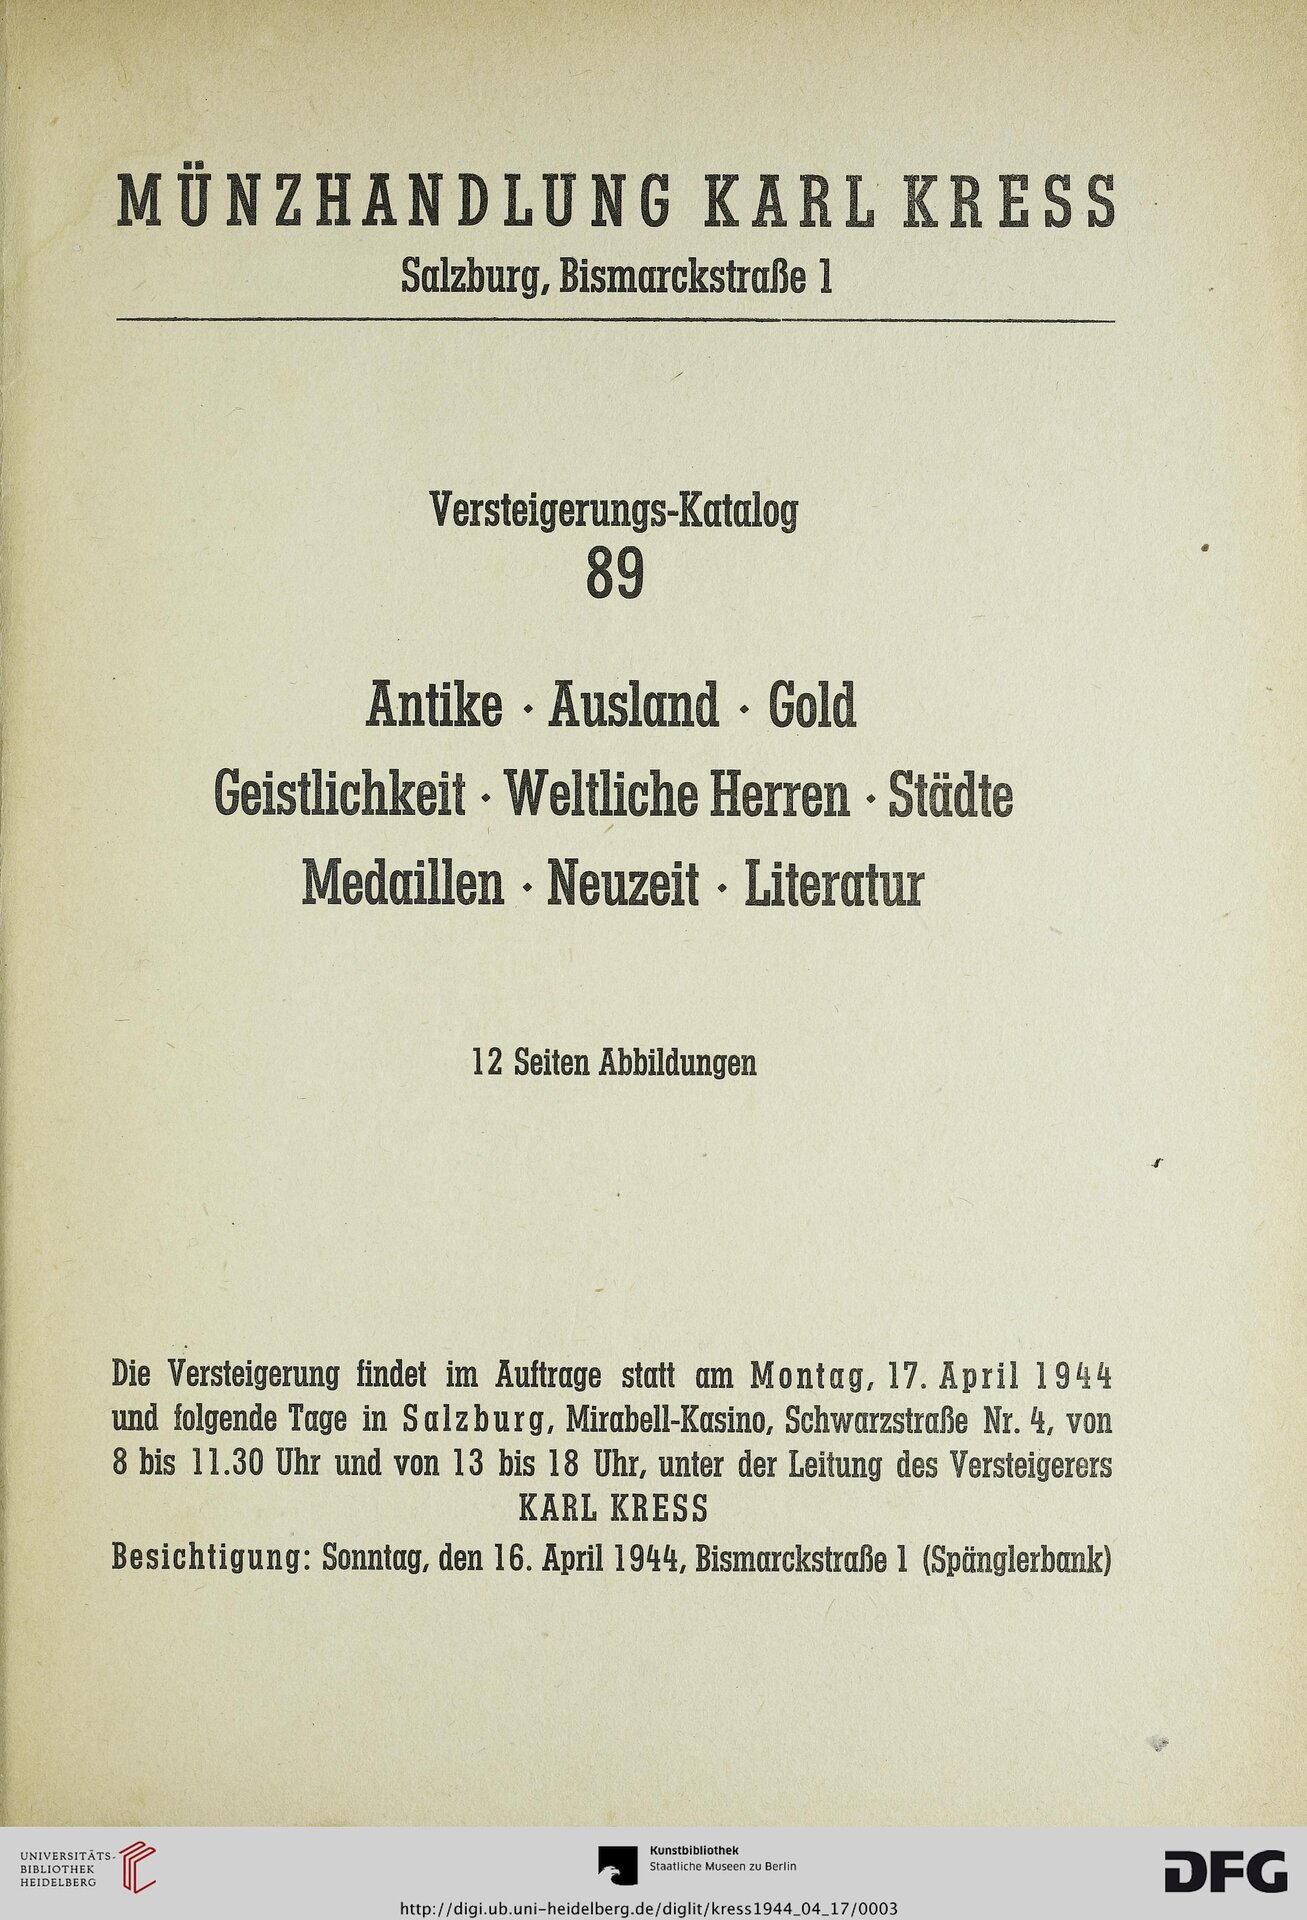 MÜNZHANDLUNG KARL KRESS
Salzburg, Bismarckstraße 1
Versteigerungs-Katalog
89
Antike · Ausland · Gold
Geistlichkeit · Weltliche Herren · Städte
Medaillen · Neuzeit · Literatur
12 Seiten Abbildungen
Die Versteigerung findet im Auftrage statt am Montag, 17. April 1944
und folgende Tage in Salzburg, Mirabell-Kasino, Schwarzstraße Nr. 4, von
8 bis 11.30 Uhr und von 13 bis 18 Uhr, unter der Leitung des Versteigerers
KARL KRESS
Besichtigung: Sonntag, den 16. April 1944, Bismarckstraße 1 (Spänglerbank)
UNIVERSITÄTS-
BIBLIOTHEK
HEIDELBERG
Kunstbibliothek
Staatliche Museen zu Berlin
DFG
http://digi.ub.uni-heidelberg.de/diglit/kress1944_04_17/0003